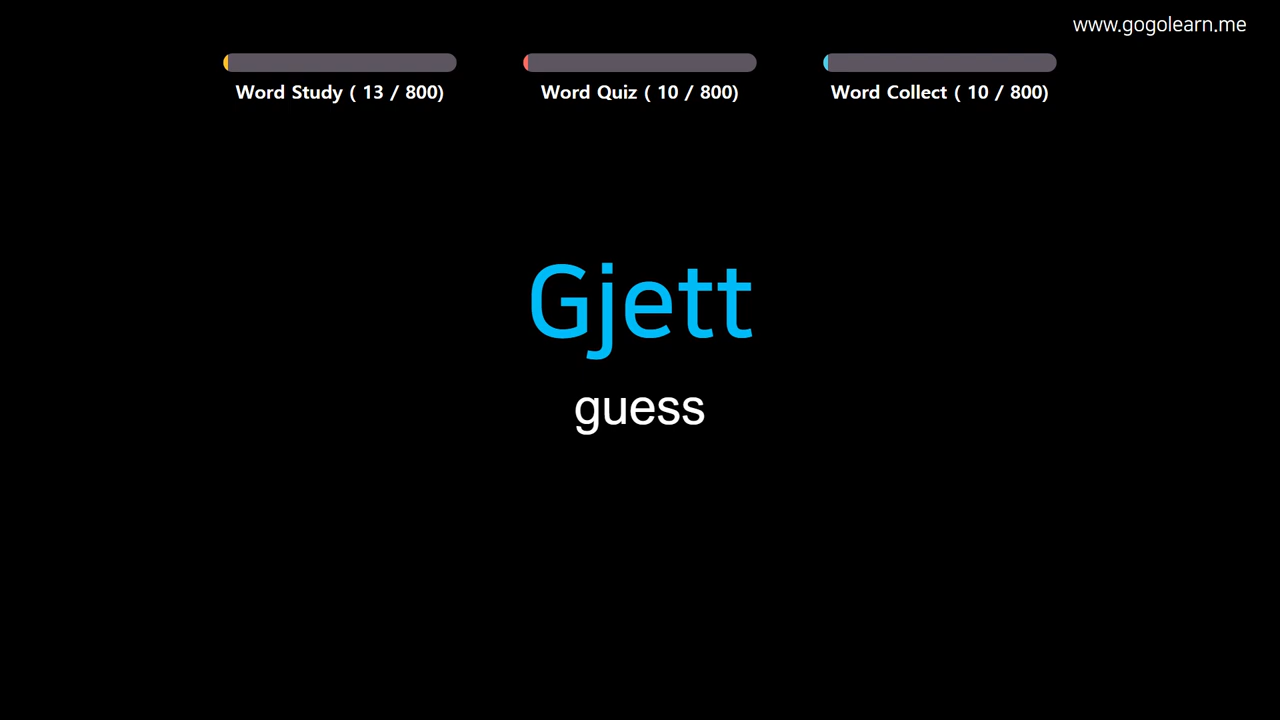 www.gogolearn.me
Word Study ( 13 / 800)
Word Quiz ( 10 / 800)
Word Collect ( 10 / 800)
Gjett
guess